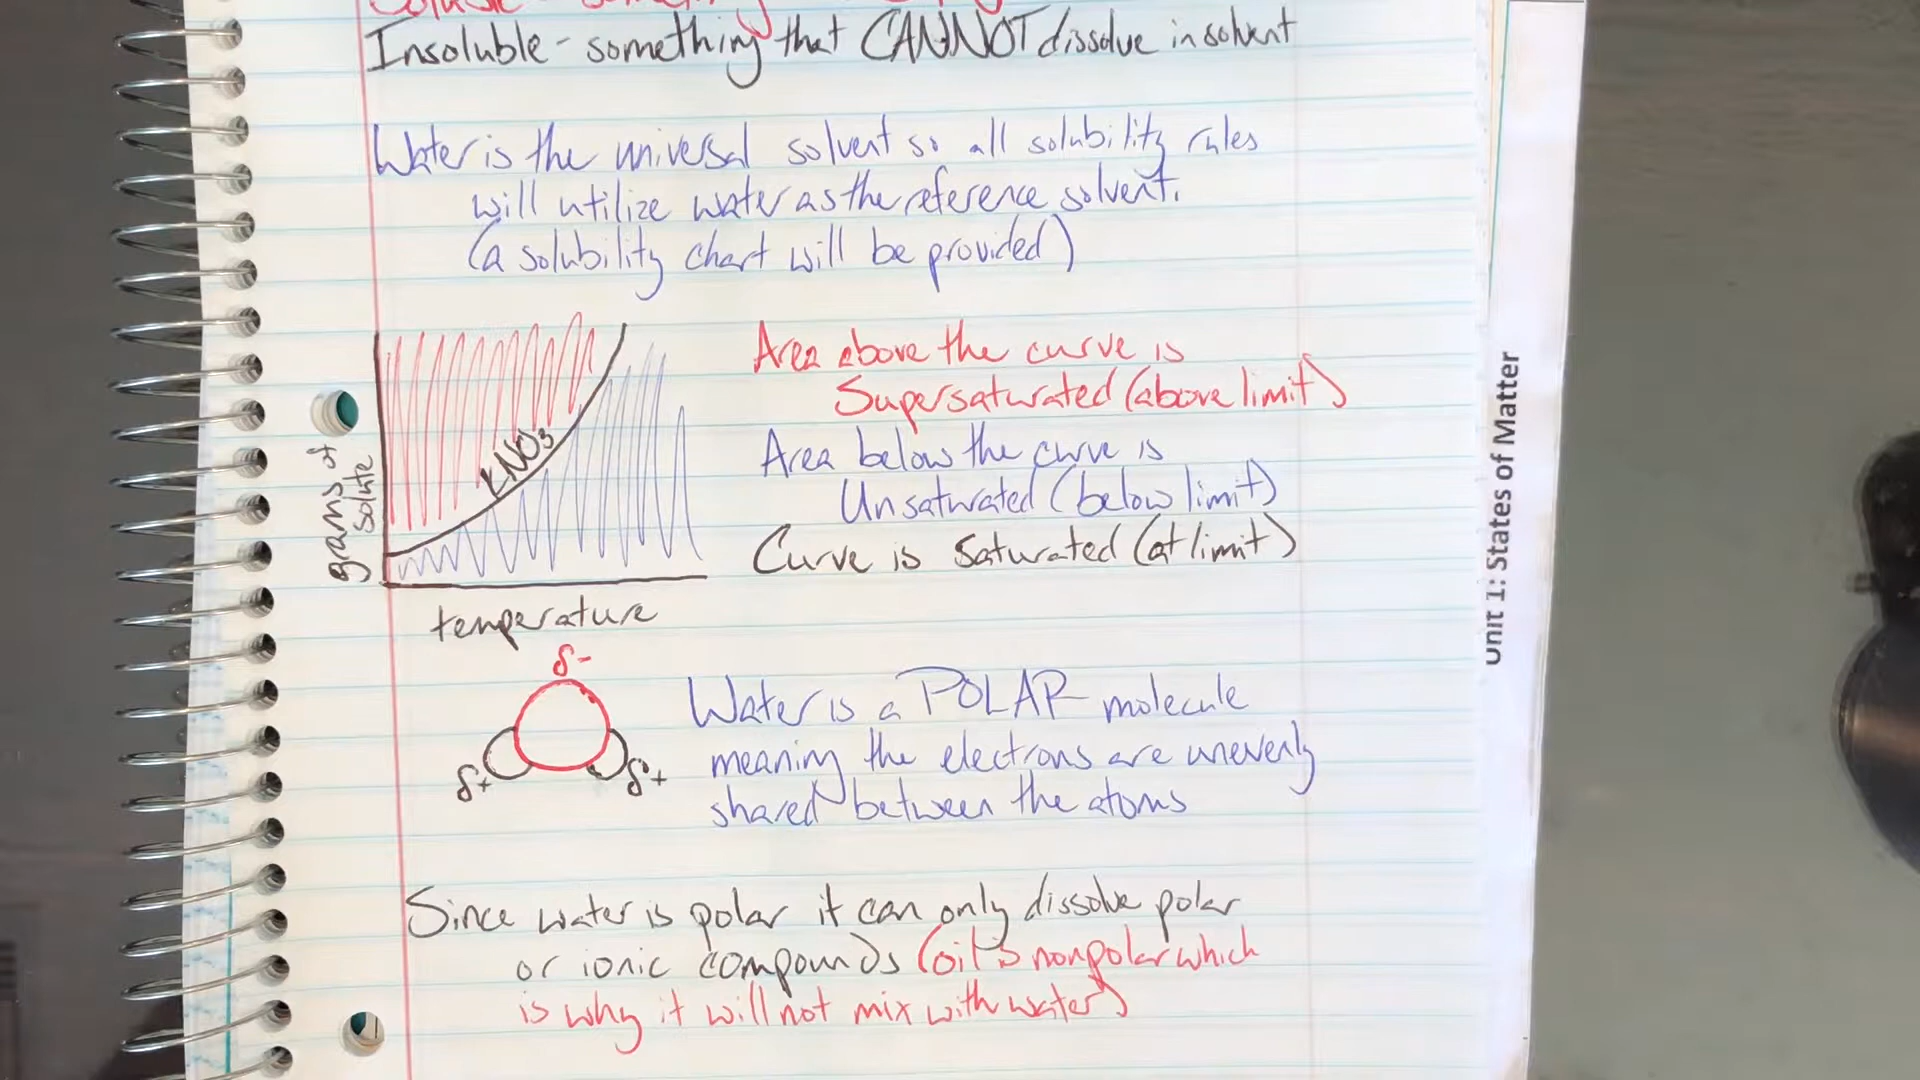 Soluble - something
Insoluble - something that CANNOT dissolve in solvent
Water is the universal solvent so all solubility rules
will utilize water as the reference solvent.
(a solubility chart will be provided)
Area above the curve is
Supersaturated (above limit)
Area below the curve is
Unsaturated (below limit)
Curve is Saturated (at limit)
KNO3
grams of
solute
temperature
δ-
δ+
δ+
Water is a POLAR molecule
meaning the electrons are unevenly
shared between the atoms
Since water is polar it can only dissolve polar
or ionic compounds (oil is nonpolar which
is why it will not mix with water)
Unit 1: States of Matter